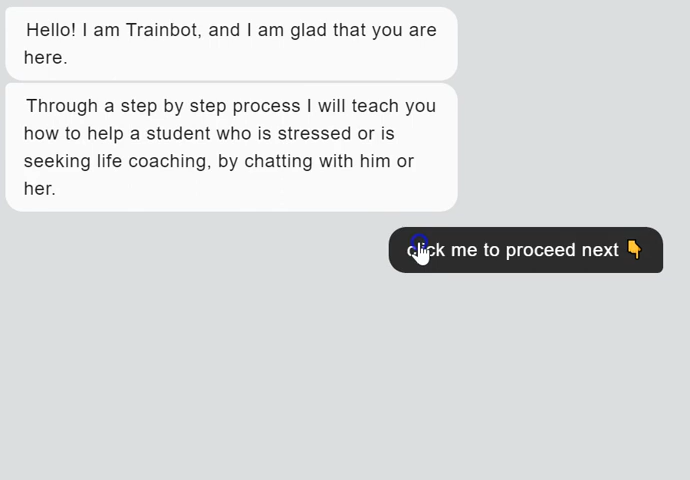 Hello! I am Trainbot, and I am glad that you are
here.
Through a step by step process I will teach you
how to help a student who is stressed or is
seeking life coaching, by chatting with him or
her.
click me to proceed next 👇